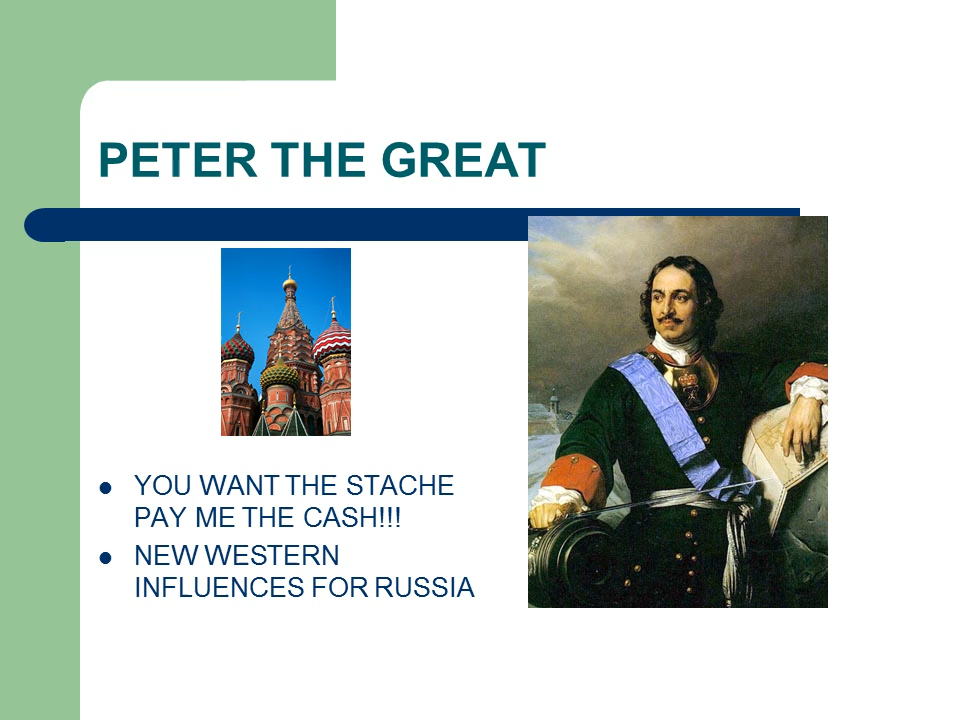 PETER THE GREAT
YOU WANT THE STACHE
PAY ME THE CASH!!!
NEW WESTERN
INFLUENCES FOR RUSSIA